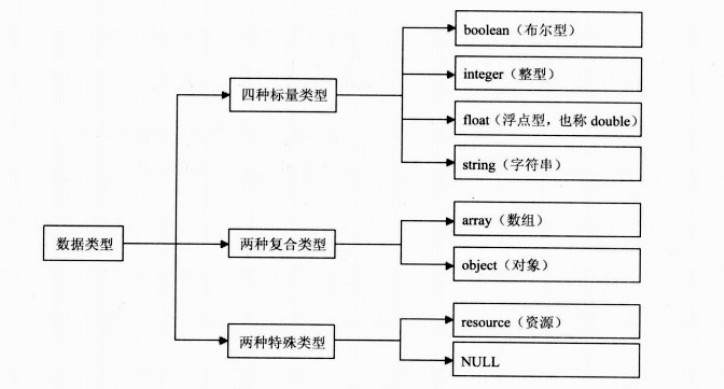 数据类型
四种标量类型
boolean（布尔型）
integer（整型）
float（浮点型，也称 double）
string（字符串）
两种复合类型
array（数组）
object（对象）
两种特殊类型
resource（资源）
NULL